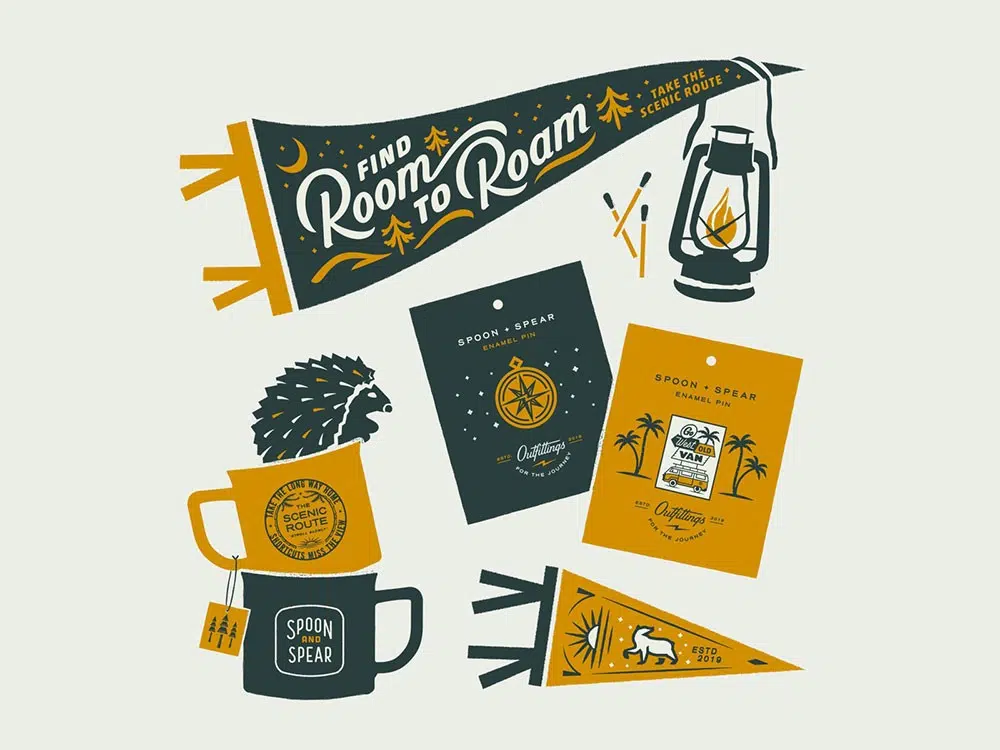 FIND
Room
TO Roam
TAKE THE
SCENIC ROUTE
SPOON + SPEAR
ENAMEL PIN
ESTD. Outfittings 2019
FOR THE JOURNEY
SPOON + SPEAR
ENAMEL PIN
Go
West OLD
VAN
ESTD. Outfittings 2019
FOR THE JOURNEY
TAKE THE LONG WAY HOME
THE
SCENIC
ROUTE
SHORTCUTS MISS THE VIEW
SPOON
AND
SPEAR
ESTD
2019